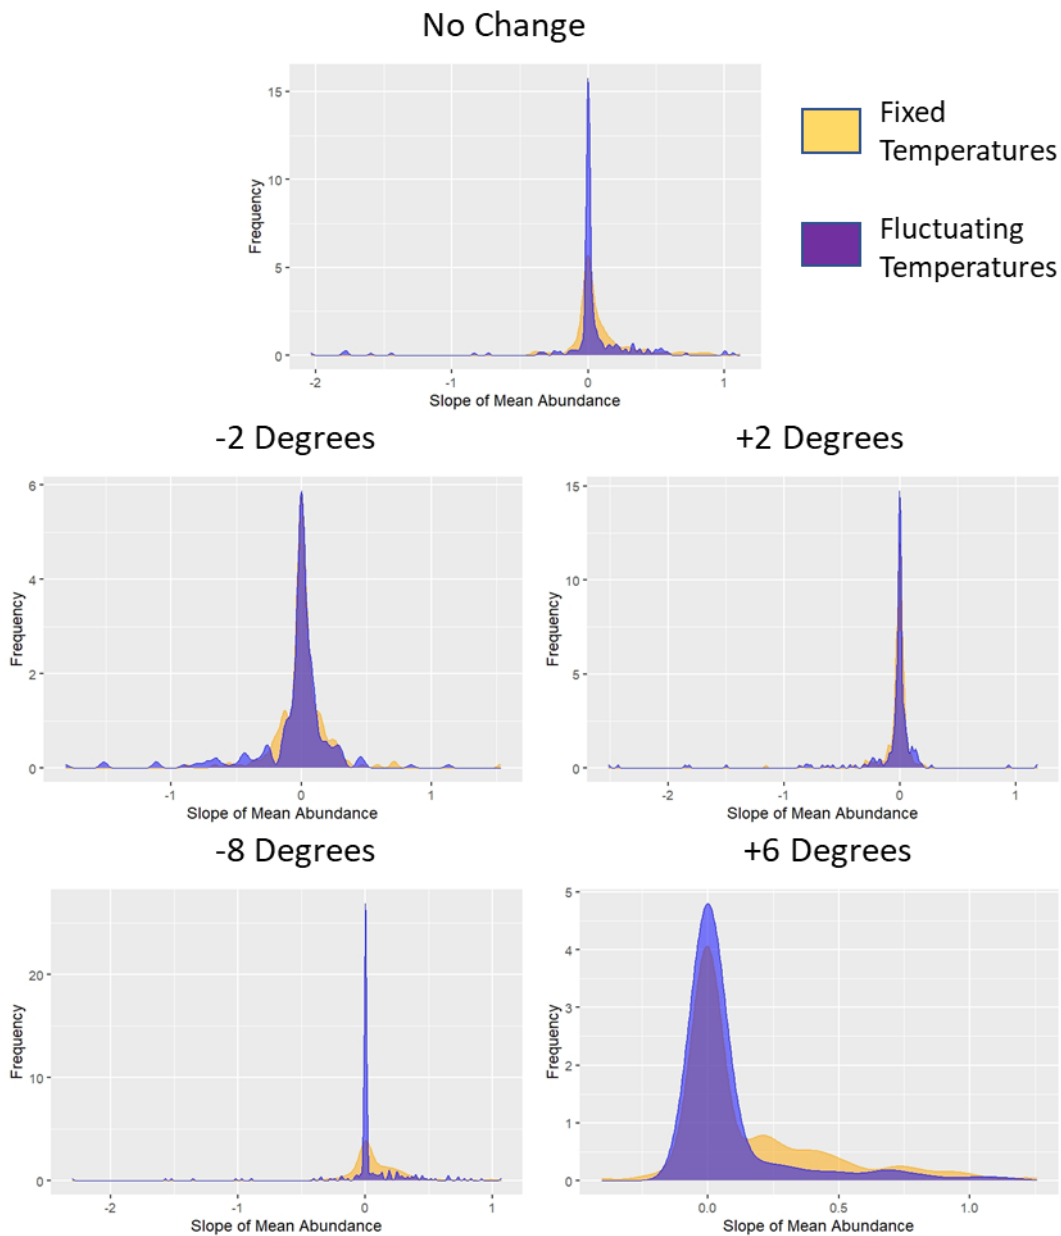 No Change
15
10
5
0
Frequency
-2
-1
0
1
Slope of Mean Abundance
Fixed
Temperatures
Fluctuating
Temperatures
-2 Degrees
6
4
2
0
Frequency
-1
0
1
Slope of Mean Abundance
+2 Degrees
15
10
5
0
Frequency
-2
-1
0
1
Slope of Mean Abundance
-8 Degrees
20
10
0
Frequency
-2
-1
0
1
Slope of Mean Abundance
+6 Degrees
5
4
3
2
1
0
Frequency
0.0
0.5
1.0
Slope of Mean Abundance